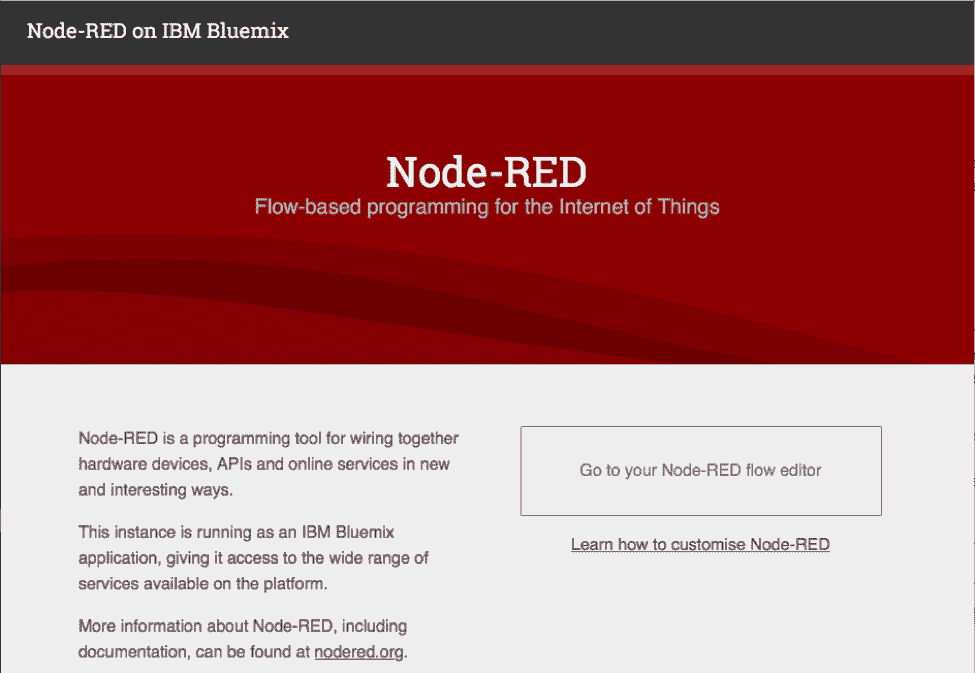 Node-RED on IBM Bluemix
Node-RED
Flow-based programming for the Internet of Things
Node-RED is a programming tool for wiring together
hardware devices, APIs and online services in new
and interesting ways.
This instance is running as an IBM Bluemix
application, giving it access to the wide range of
services available on the platform.
More information about Node-RED, including
documentation, can be found at nodered.org.
Go to your Node-RED flow editor
Learn how to customise Node-RED